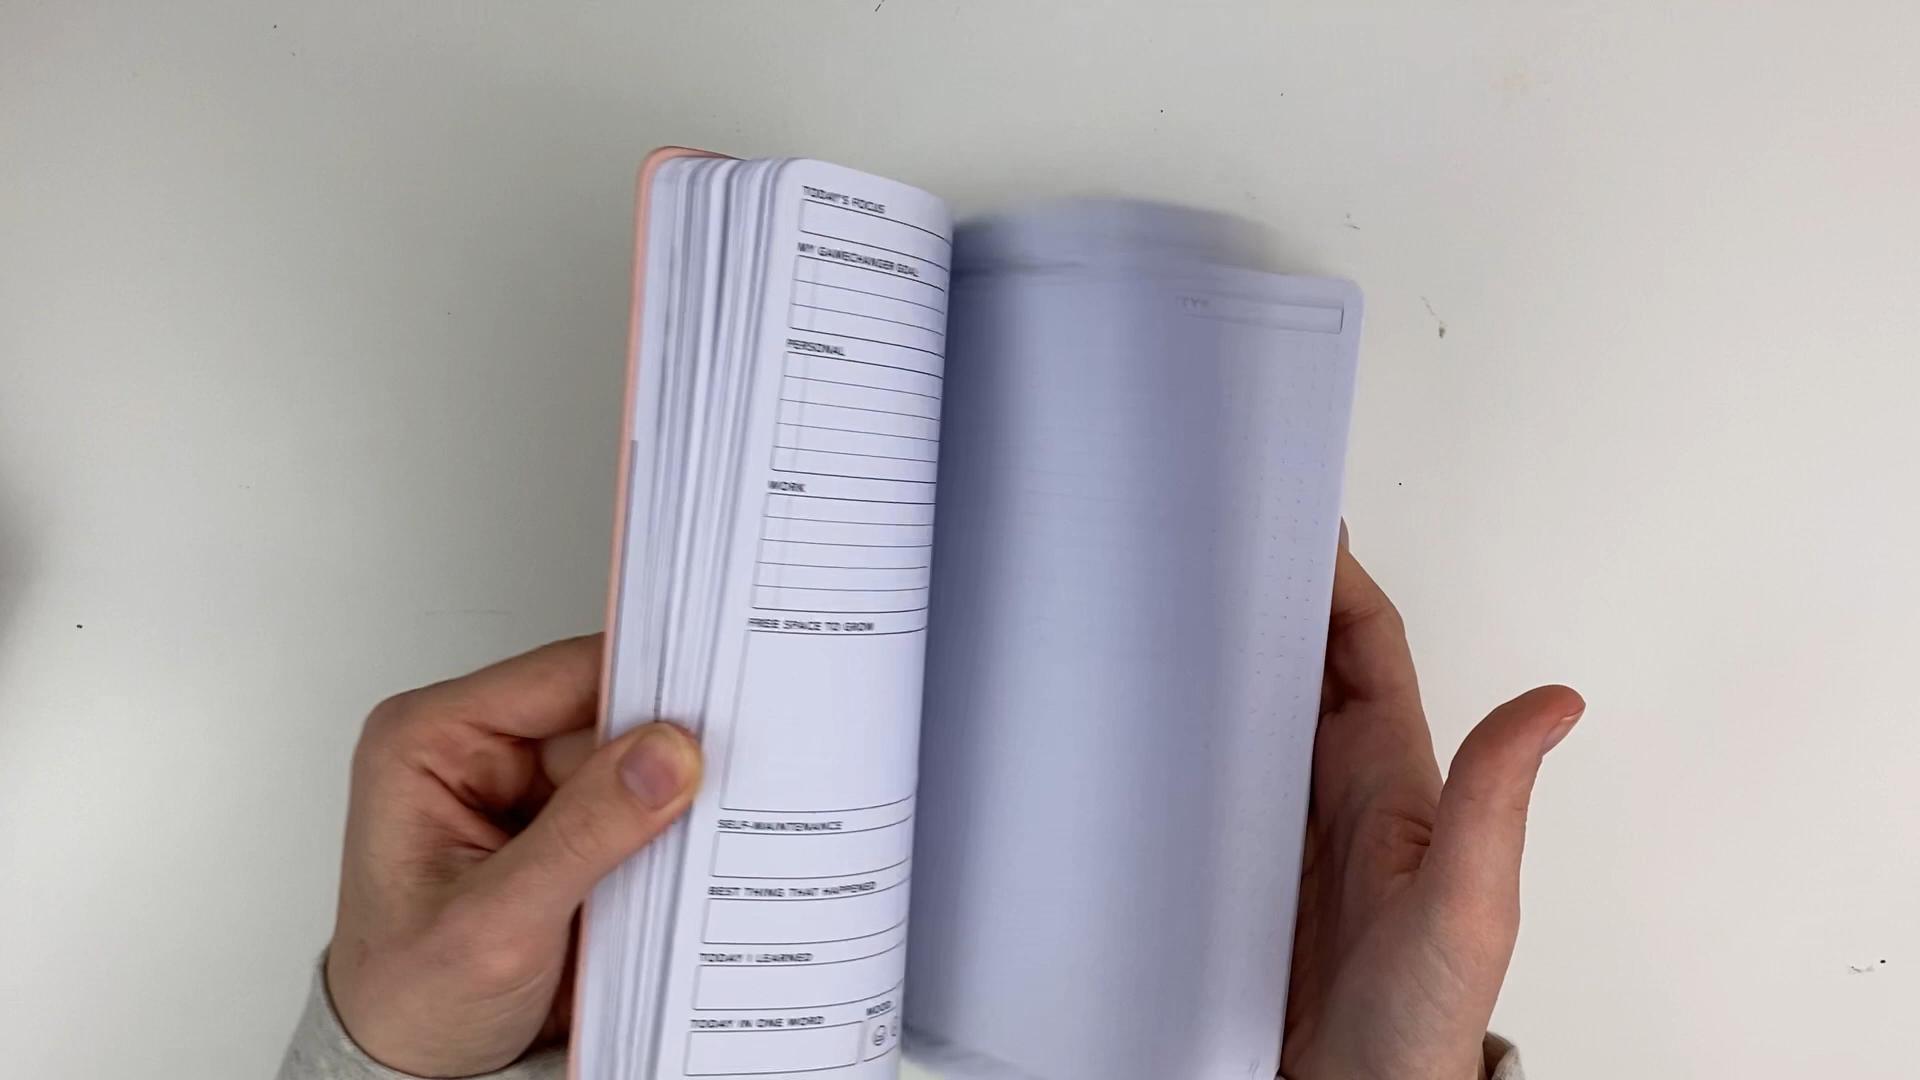 TODAY'S FOCUS
MY GAMECHANGER GOAL
PERSONAL
WORK
FREE SPACE TO GROW
SELF-MAINTENANCE
BEST THING THAT HAPPENED
TODAY I LEARNED
TODAY IN ONE WORD
MOOD